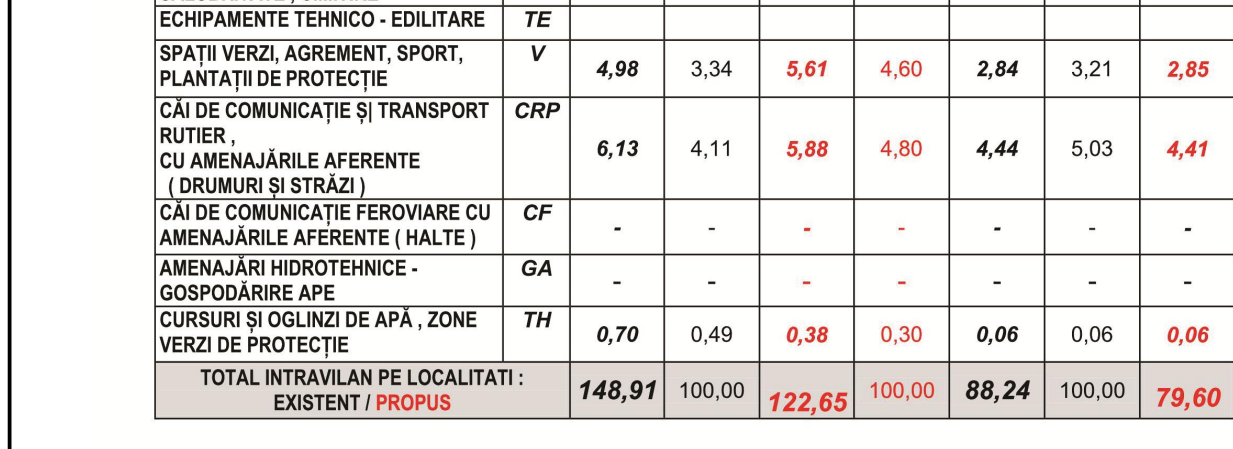 ECHIPAMENTE TEHNICO - EDILITARE TE
SPAȚII VERZI, AGREMENT, SPORT,
PLANTAȚII DE PROTECȚIE V 4,98 3,34 5,61 4,60 2,84 3,21 2,85
CĂI DE COMUNICAȚIE Ș| TRANSPORT
RUTIER ,
CU AMENAJĂRILE AFERENTE
( DRUMURI ȘI STRĂZI ) CRP 6,13 4,11 5,88 4,80 4,44 5,03 4,41
CĂI DE COMUNICAȚIE FEROVIARE CU
AMENAJĂRILE AFERENTE ( HALTE ) CF - - - - - - -
AMENAJĂRI HIDROTEHNICE -
GOSPODĂRIRE APE GA - - - - - - -
CURSURI ȘI OGLINZI DE APĂ , ZONE
VERZI DE PROTECȚIE TH 0,70 0,49 0,38 0,30 0,06 0,06 0,06
TOTAL INTRAVILAN PE LOCALITATI :
EXISTENT / PROPUS 148,91 100,00 122,65 100,00 88,24 100,00 79,60